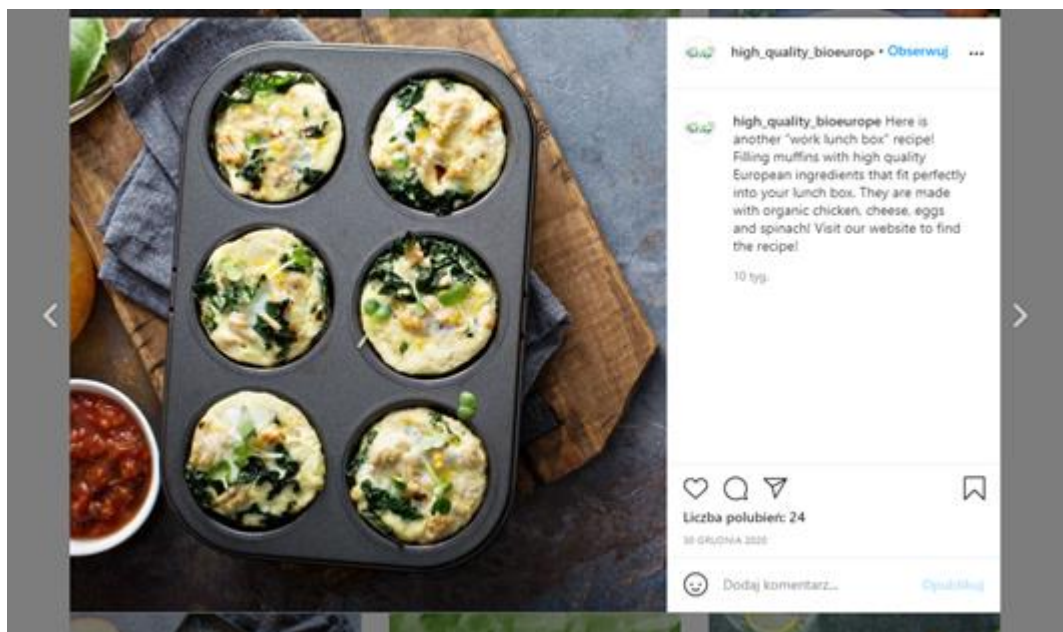 high_quality_bioeurop • Obserwuj ...
high_quality_bioeurope Here is
another "work lunch box" recipe!
Filling muffins with high quality
European ingredients that fit perfectly
into your lunch box. They are made
with organic chicken, cheese, eggs
and spinach! Visit our website to find
the recipe!
10 tyg.
Liczba polubień: 24
30 GRUDNIA 2020
Dodaj komentarz...
Opublikuj